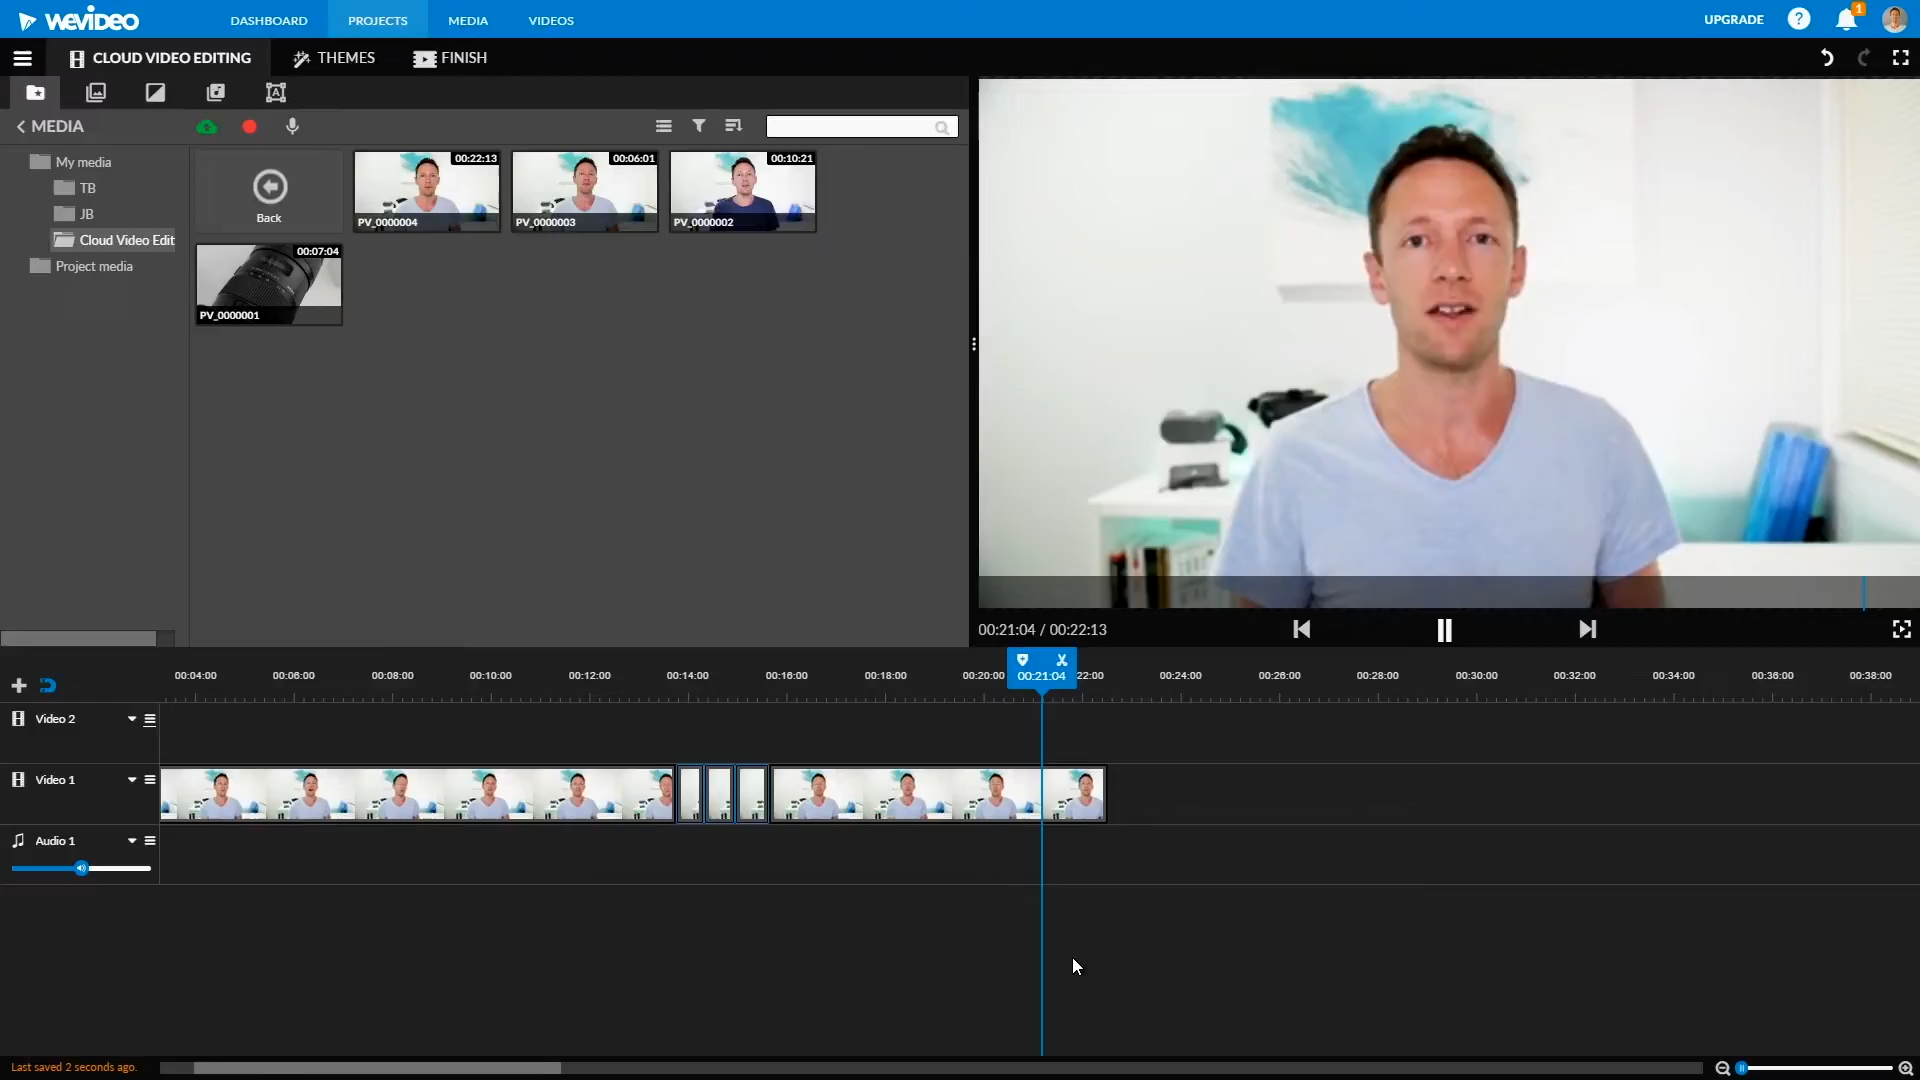 WEVIDEO DASHBOARD PROJECTS MEDIA VIDEOS UPGRADE ? 1
CLOUD VIDEO EDITING THEMES FINISH
MEDIA
My media
TB
JB
Cloud Video Edit
Project media
Back
00:22:13
PV_0000004
00:06:01
PV_0000003
00:10:21
PV_0000002
00:07:04
PV_0000001
00:21:04 / 00:22:13
00:04:00 00:06:00 00:08:00 00:10:00 00:12:00 00:14:00 00:16:00 00:18:00 00:20:00 00:21:04 22:00 00:24:00 00:26:00 00:28:00 00:30:00 00:32:00 00:34:00 00:36:00 00:38:00
Video 2
Video 1
Audio 1
Last saved 2 seconds ago.